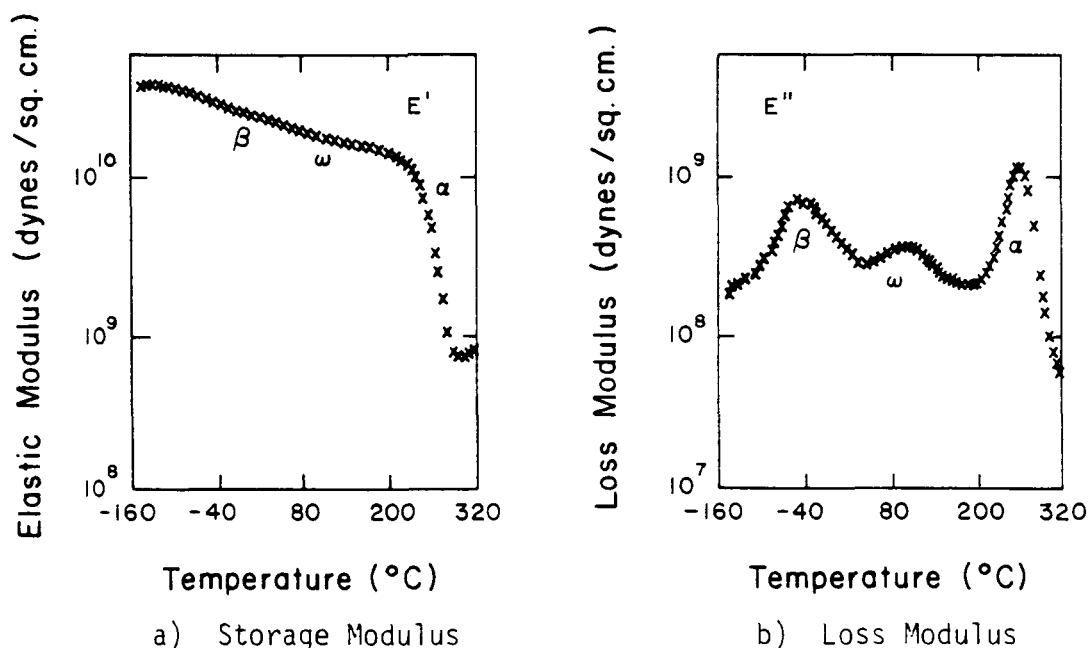 Elastic Modulus (dynes/sq. cm.)
10^10
10^9
10^8
E'
β
ω
α
-160 -40 80 200 320
Temperature (°C)
a) Storage Modulus
Loss Modulus (dynes/sq. cm.)
10^9
10^8
10^7
E"
β
ω
α
-160 -40 80 200 320
Temperature (°C)
b) Loss Modulus